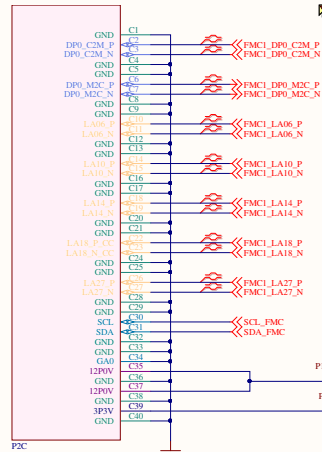 GND C1
DP0_C2M_P C2 FMC1_DP0_C2M_P
DP0_C2M_N C3 FMC1_DP0_C2M_N
GND C4
GND C5
DP0_M2C_P C6 FMC1_DP0_M2C_P
DP0_M2C_N C7 FMC1_DP0_M2C_N
GND C8
GND C9
LA06_P C10 FMC1_LA06_P
LA06_N C11 FMC1_LA06_N
GND C12
GND C13
LA10_P C14 FMC1_LA10_P
LA10_N C15 FMC1_LA10_N
GND C16
GND C17
LA14_P C18 FMC1_LA14_P
LA14_N C19 FMC1_LA14_N
GND C20
GND C21
LA18_P_CC C22 FMC1_LA18_P
LA18_N_CC C23 FMC1_LA18_N
GND C24
GND C25
LA27_P C26 FMC1_LA27_P
LA27_N C27 FMC1_LA27_N
GND C28
GND C29
SCL C30 SCL_FMC
SDA C31 SDA_FMC
GND C32
GND C33
GA0 C34
12P0V C35
GND C36
12P0V C37
GND C38
3P3V C39
GND C40
P2C